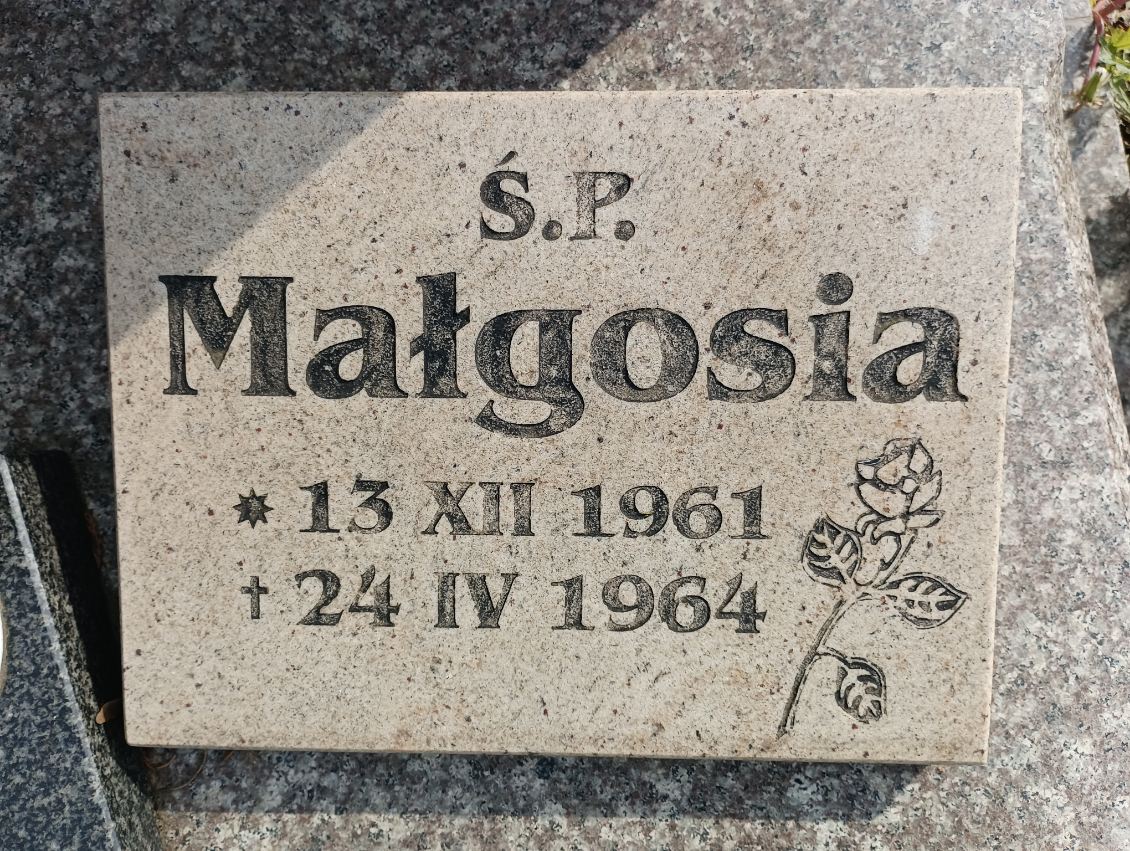 Ś.P.
Małgosia
* 13 XII 1961
† 24 IV 1964